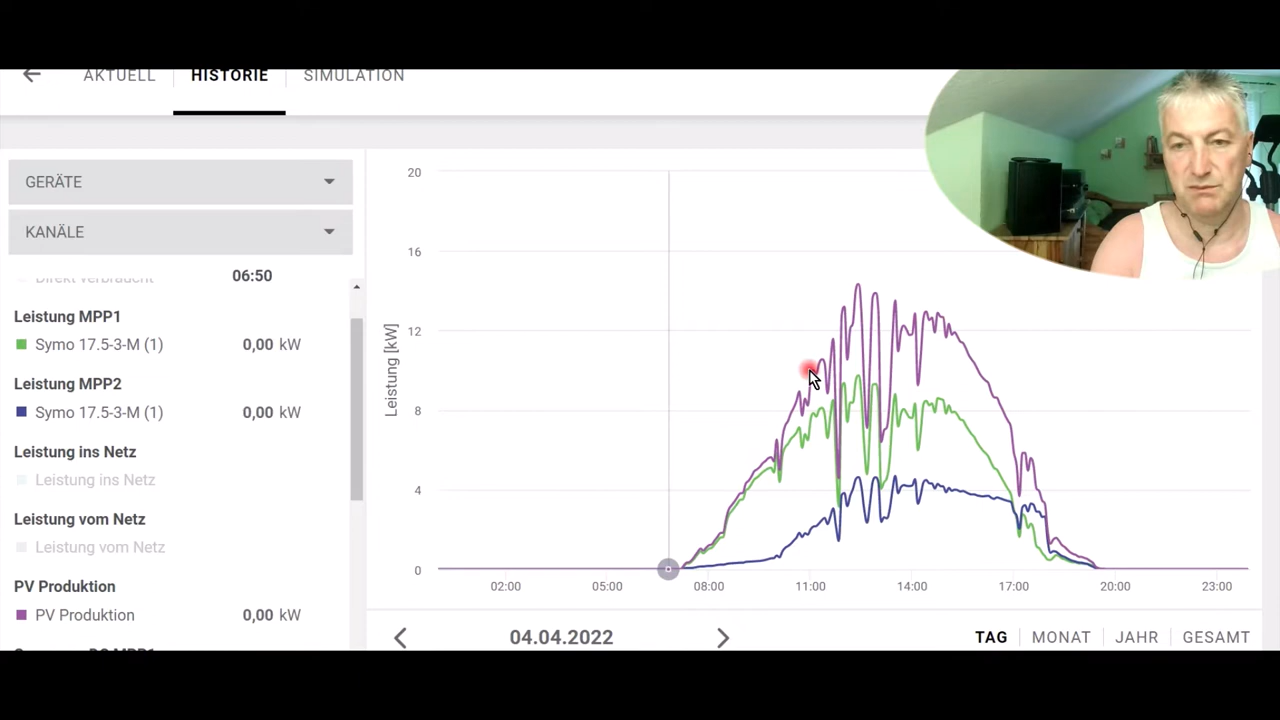 AKTUELL
HISTORIE
SIMULATION
GERÄTE
KANÄLE
Direkt verbraucht
06:50
Leistung MPP1
Symo 17.5-3-M (1) 0,00 kW
Leistung MPP2
Symo 17.5-3-M (1) 0,00 kW
Leistung ins Netz
Leistung ins Netz
Leistung vom Netz
Leistung vom Netz
PV Produktion
PV Produktion 0,00 kW
Leistung [kW]
20
16
12
8
4
0
02:00 05:00 08:00 11:00 14:00 17:00 20:00 23:00
04.04.2022
TAG
MONAT
JAHR
GESAMT